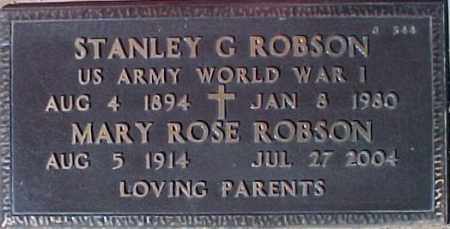 STANLEY G ROBSON
US ARMY WORLD WAR I
AUG 4 1894 JAN 8 1980
MARY ROSE ROBSON
AUG 5 1914 JUL 27 2004
LOVING PARENTS